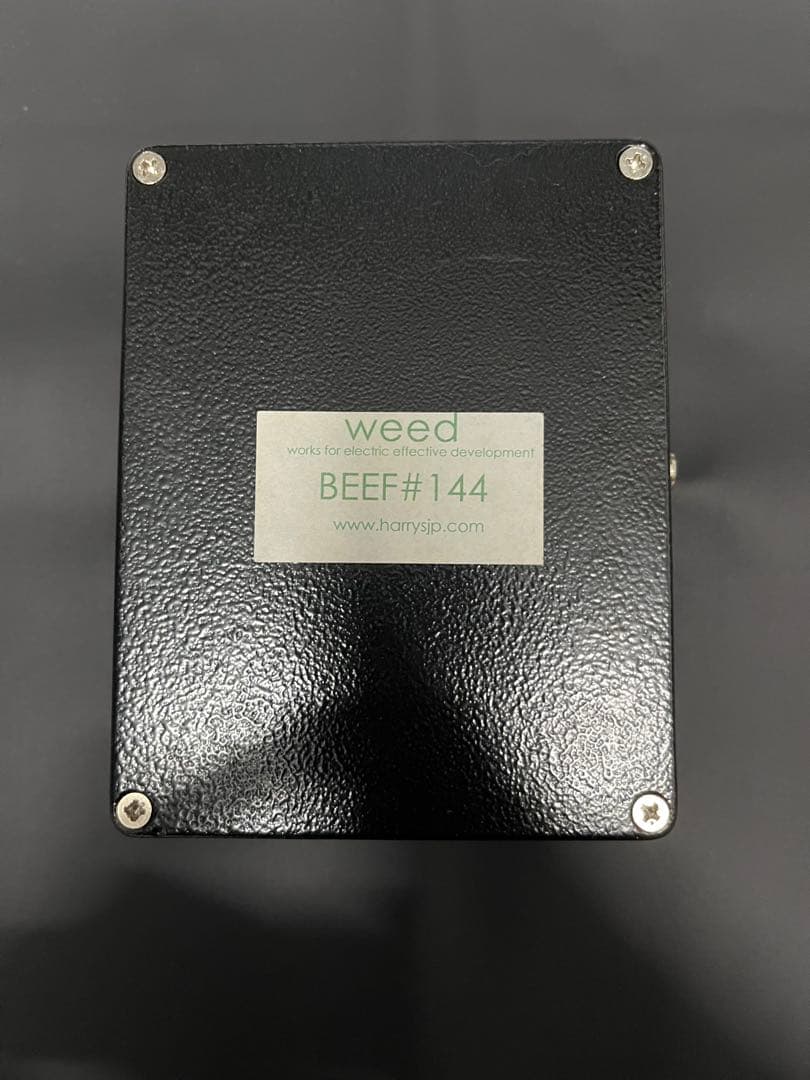 weed
works for electric effective development
BEEF#144
www.harrysjp.com